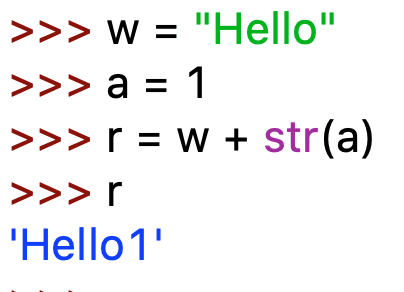 >>> w = "Hello"
>>> a = 1
>>> r = w + str(a)
>>> r
'Hello1'